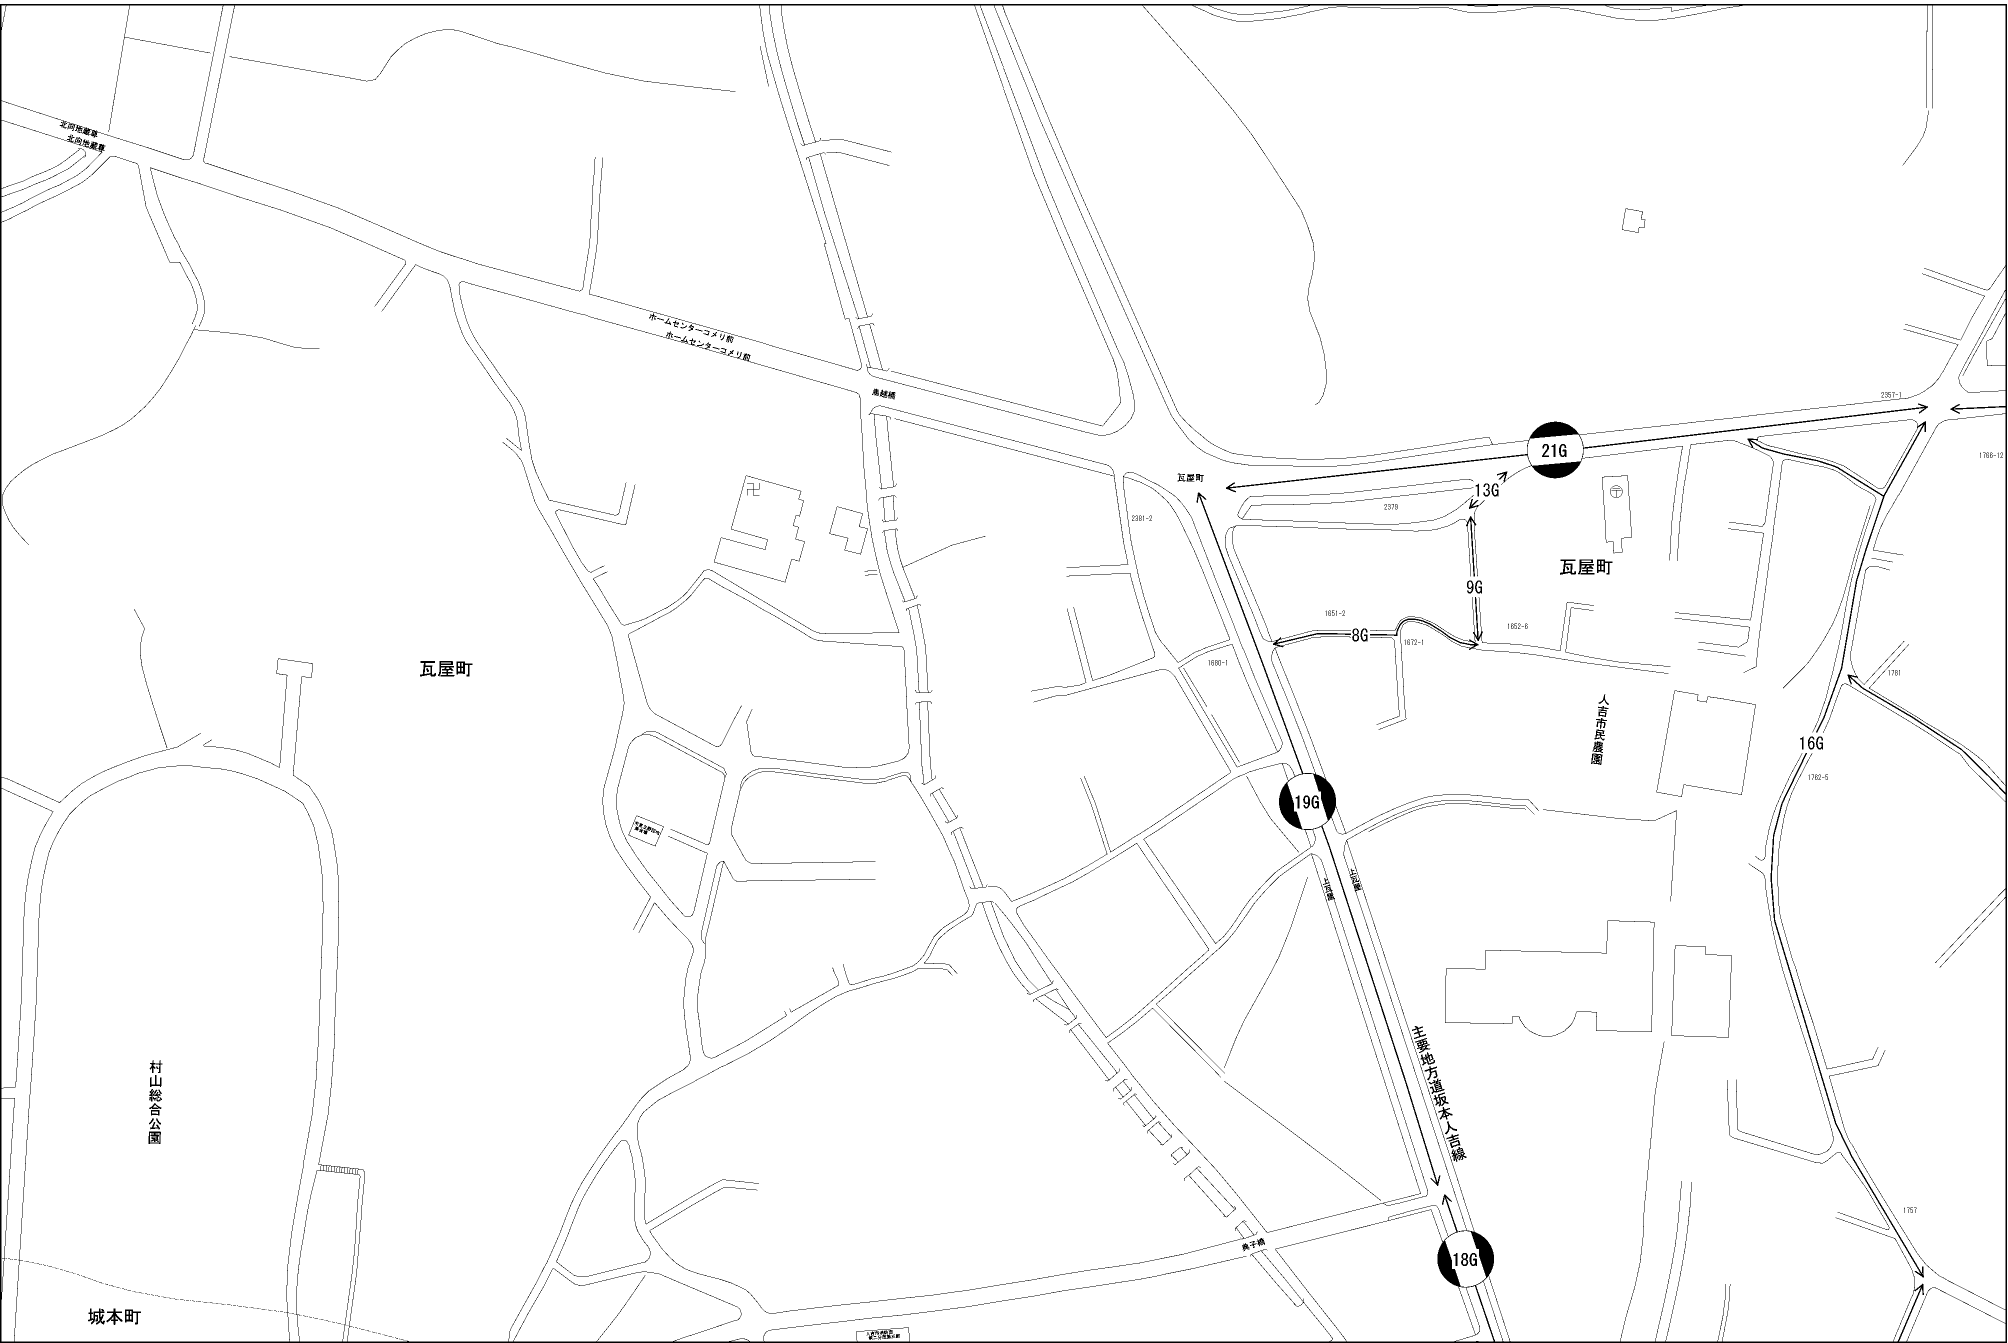 北向地蔵尊
北向地蔵尊
ホームセンターコメリ前
ホームセンターコメリ前
馬越橋
2357-1
21G
1766-12
瓦屋町
13G
2379
2381-2
瓦屋町
9G
1651-2
1652-6
8G
1672-1
1680-1
瓦屋町
1781
人吉市民農園
16G
1762-5
19G
上瓦屋
上瓦屋
主要地方道坂本人吉線
村山総合公園
1757
18G
城本町